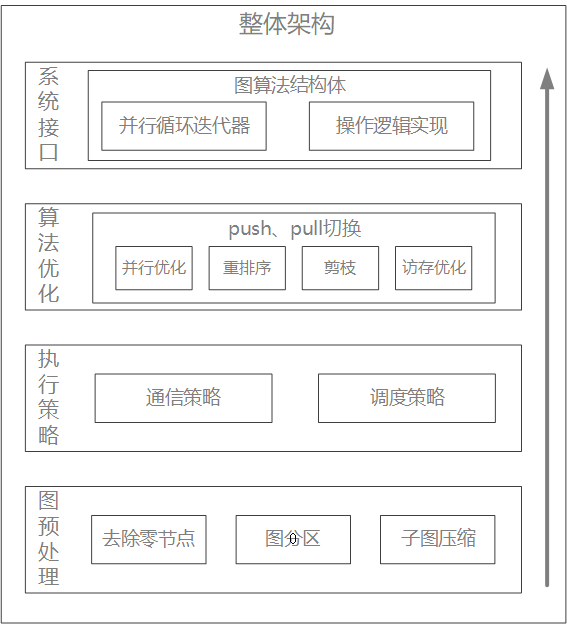 整体架构
系统接口
图算法结构体
并行循环迭代器
操作逻辑实现
算法优化
push、pull切换
并行优化
重排序
剪枝
访存优化
执行策略
通信策略
调度策略
图预处理
去除零节点
图分区
子图压缩